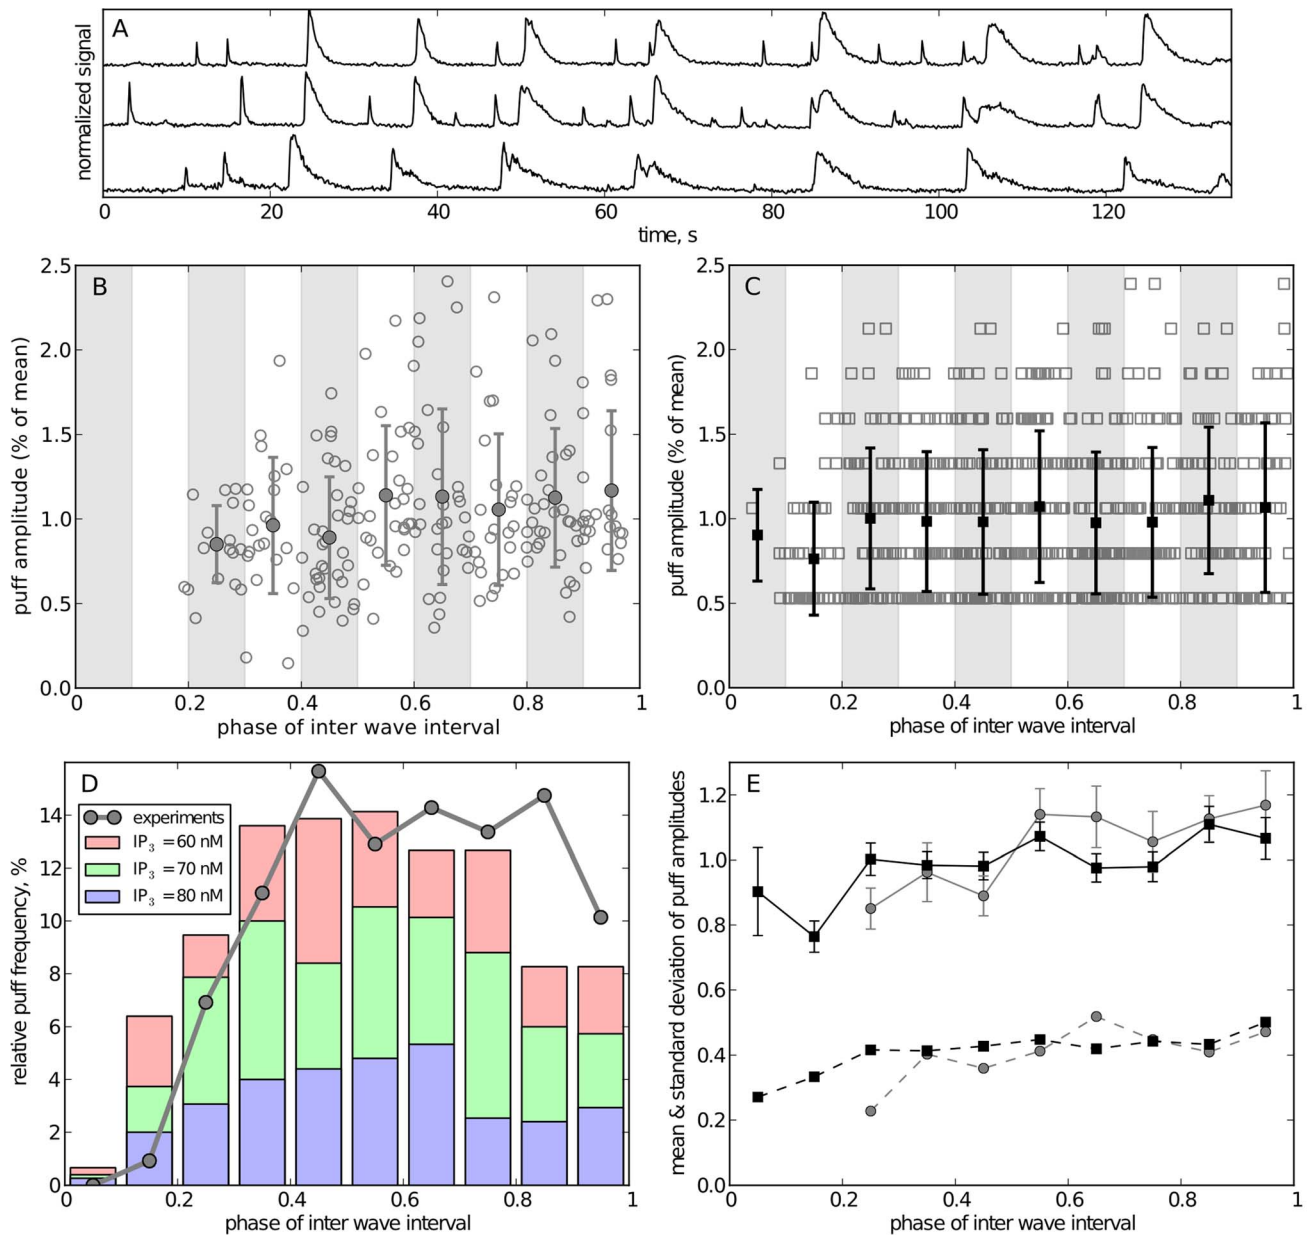 A
normalized signal
0 20 40 60 80 100 120
time, s
B
puff amplitude (% of mean)
2.5
2.0
1.5
1.0
0.5
0.0
0 0.2 0.4 0.6 0.8 1
phase of inter wave interval
C
puff amplitude (% of mean)
2.5
2.0
1.5
1.0
0.5
0.0
0 0.2 0.4 0.6 0.8 1
phase of inter wave interval
D
relative puff frequency, %
experiments
IP3 = 60 nM
IP3 = 70 nM
IP3 = 80 nM
14
12
10
8
6
4
2
0
0 0.2 0.4 0.6 0.8 1
phase of inter wave interval
E
mean & standard deviation of puff amplitudes
1.2
1.0
0.8
0.6
0.4
0.2
0.0
0 0.2 0.4 0.6 0.8 1
phase of inter wave interval